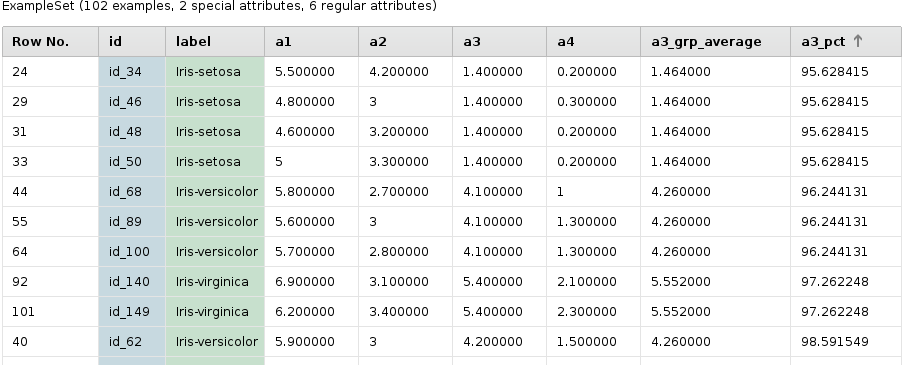 ExampleSet (102 examples, 2 special attributes, 6 regular attributes)
Row No. id label a1 a2 a3 a4 a3_grp_average a3_pct ↑
24 id_34 Iris-setosa 5.500000 4.200000 1.400000 0.200000 1.464000 95.628415
29 id_46 Iris-setosa 4.800000 3 1.400000 0.300000 1.464000 95.628415
31 id_48 Iris-setosa 4.600000 3.200000 1.400000 0.200000 1.464000 95.628415
33 id_50 Iris-setosa 5 3.300000 1.400000 0.200000 1.464000 95.628415
44 id_68 Iris-versicolor 5.800000 2.700000 4.100000 1 4.260000 96.244131
55 id_89 Iris-versicolor 5.600000 3 4.100000 1.300000 4.260000 96.244131
64 id_100 Iris-versicolor 5.700000 2.800000 4.100000 1.300000 4.260000 96.244131
92 id_140 Iris-virginica 6.900000 3.100000 5.400000 2.100000 5.552000 97.262248
101 id_149 Iris-virginica 6.200000 3.400000 5.400000 2.300000 5.552000 97.262248
40 id_62 Iris-versicolor 5.900000 3 4.200000 1.500000 4.260000 98.591549